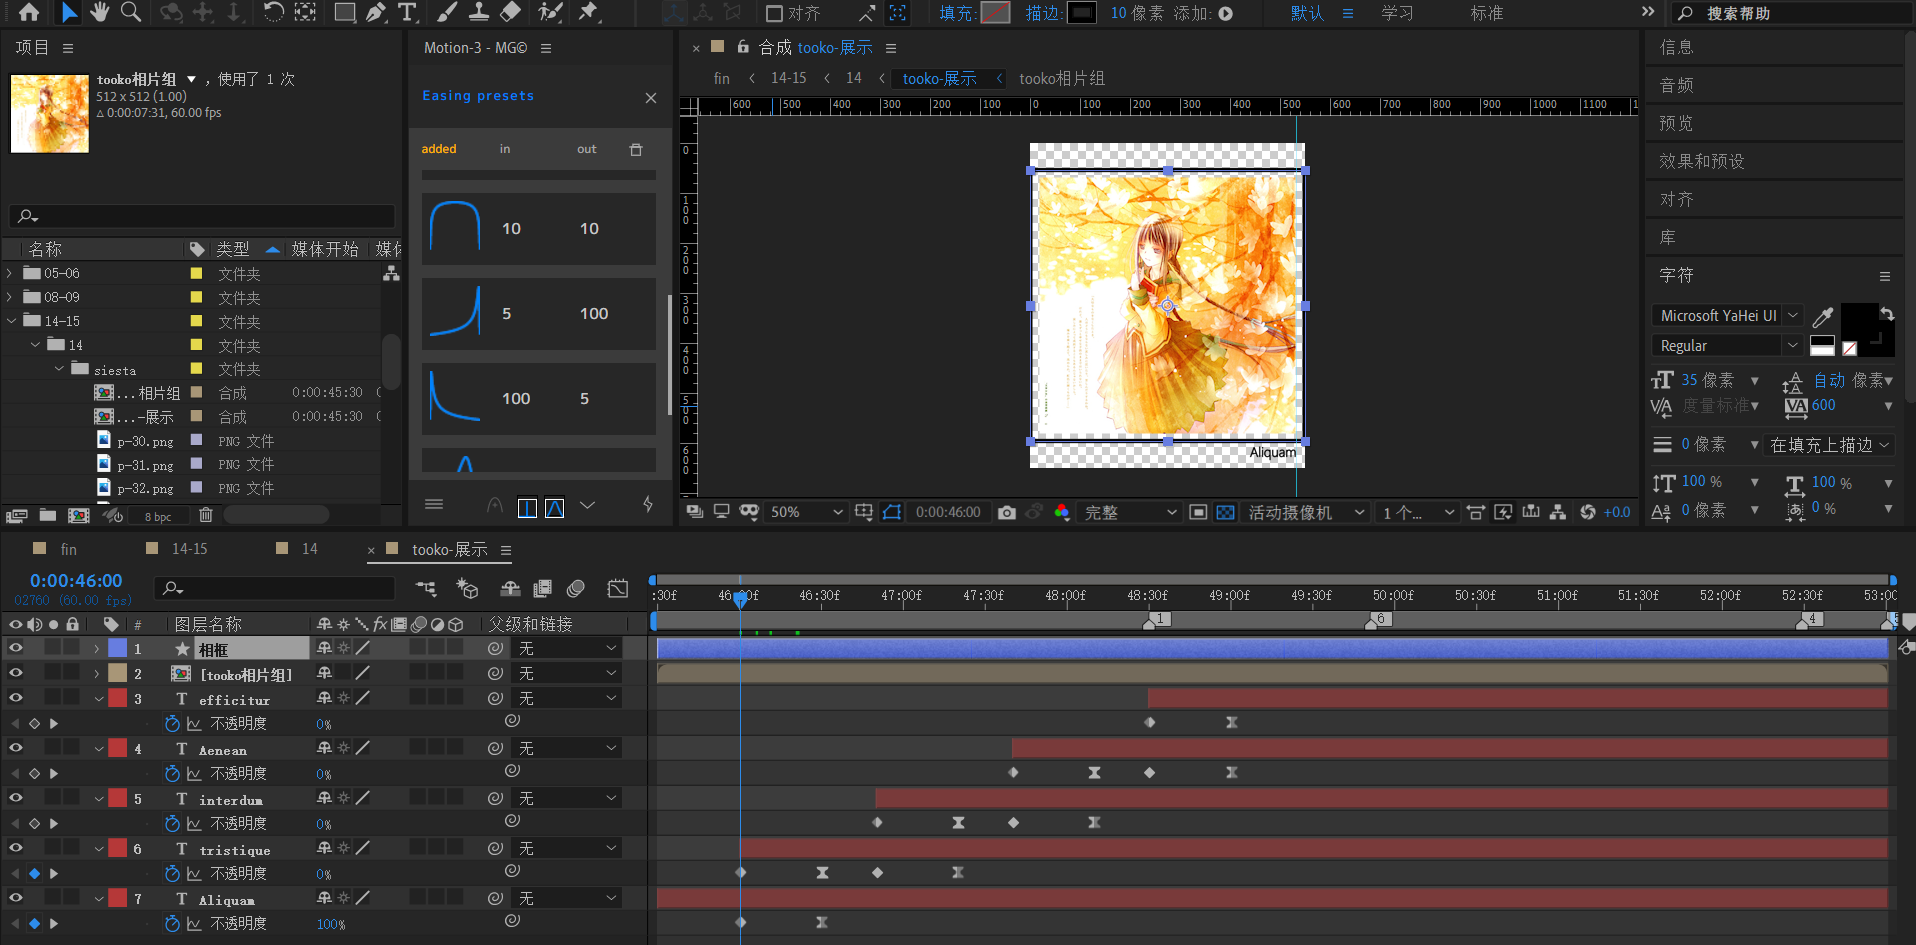 对齐
填充:
描边:
10 像素
添加:
默认
学习
标准
搜索帮助
项目
tooko相片组 ，使用了 1 次
512 x 512 (1.00)
Δ 0:00:07:31, 60.00 fps
名称
类型
媒体开始
05-06
文件夹
08-09
文件夹
14-15
文件夹
14
文件夹
siesta
文件夹
...相片组
合成
0:00:45:30
...-展示
合成
0:00:45:30
p-30.png
PNG 文件
p-31.png
PNG 文件
p-32.png
PNG 文件
8 bpc
Motion-3 - MG©
Easing presets
added
in
out
10
10
5
100
100
5
合成 tooko-展示
fin
14-15
14
tooko-展示
tooko相片组
600 500 400 300 200 100 0 100 200 300 400 500 600 700 800 900 1000 1100
0
100
200
300
400
500
600
Aliquam
50%
0:00:46:00
完整
活动摄像机
1 个...
+0.0
信息
音频
预览
效果和预设
对齐
库
字符
Microsoft YaHei UI
Regular
35 像素
自动 像素
度量标准
600
0 像素
在填充上描边
100 %
100 %
0 像素
0 %
fin
14-15
14
tooko-展示
0:00:46:00
02760 (60.00 fps)
:30f 46:00f 46:30f 47:00f 47:30f 48:00f 48:30f 49:00f 49:30f 50:00f 50:30f 51:00f 51:30f 52:00f 52:30f 53:00
1
6
4
#
图层名称
父级和链接
1
相框
无
2
[tooko相片组]
无
3
efficitur
无
不透明度
0%
4
Aenean
无
不透明度
0%
5
interdum
无
不透明度
0%
6
tristique
无
不透明度
0%
7
Aliquam
无
不透明度
100%